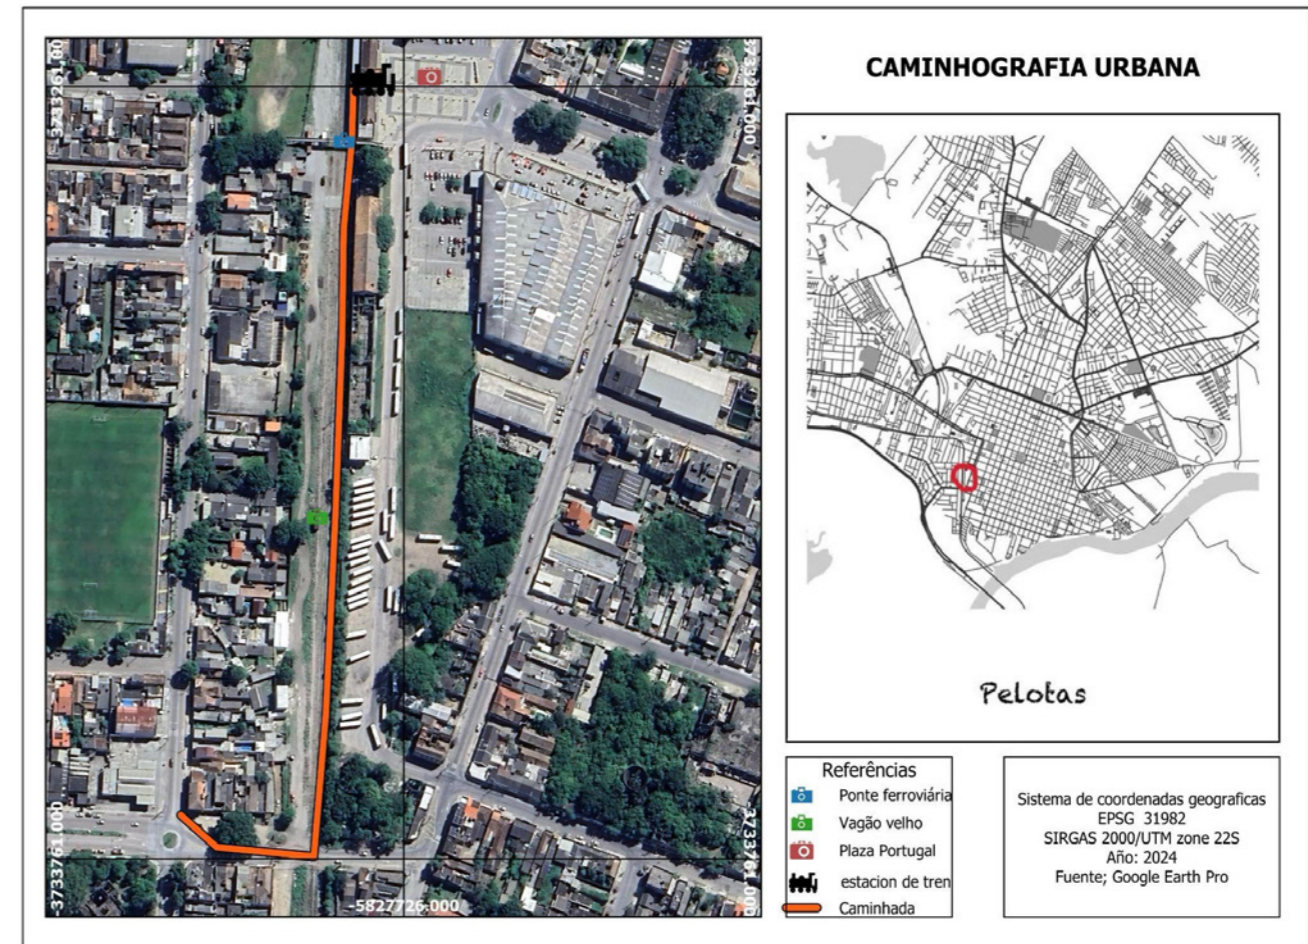 CAMINHOGRAFIA URBANA
-3733261.000
-3733261.000
-3733761.000
-3733761.000
-5827726.000
Pelotas
Referências
Ponte ferroviária
Vagão velho
Plaza Portugal
estacion de tren
Caminhada
Sistema de coordenadas geograficas
EPSG 31982
SIRGAS 2000/UTM zone 22S
Año: 2024
Fuente; Google Earth Pro